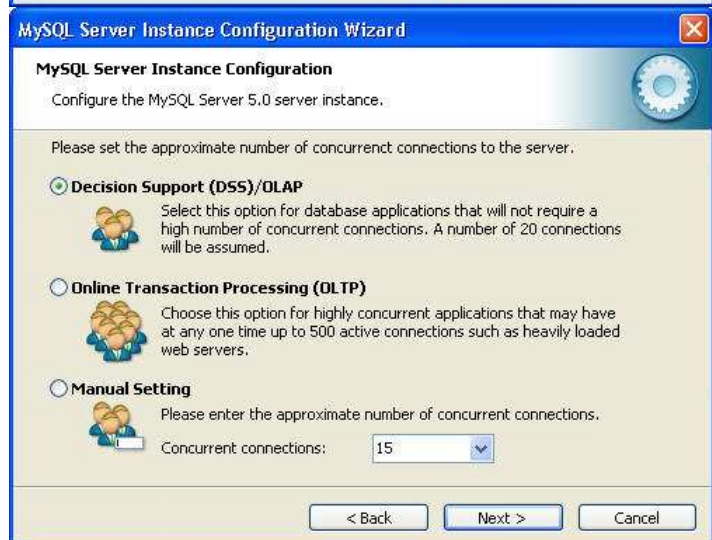 MySQL Server Instance Configuration Wizard
MySQL Server Instance Configuration
Configure the MySQL Server 5.0 server instance.
Please set the approximate number of concurrenct connections to the server.
Decision Support (DSS)/OLAP
Select this option for database applications that will not require a
high number of concurrent connections. A number of 20 connections
will be assumed.
Online Transaction Processing (OLTP)
Choose this option for highly concurrent applications that may have
at any one time up to 500 active connections such as heavily loaded
web servers.
Manual Setting
Please enter the approximate number of concurrent connections.
Concurrent connections: 15
< Back Next > Cancel